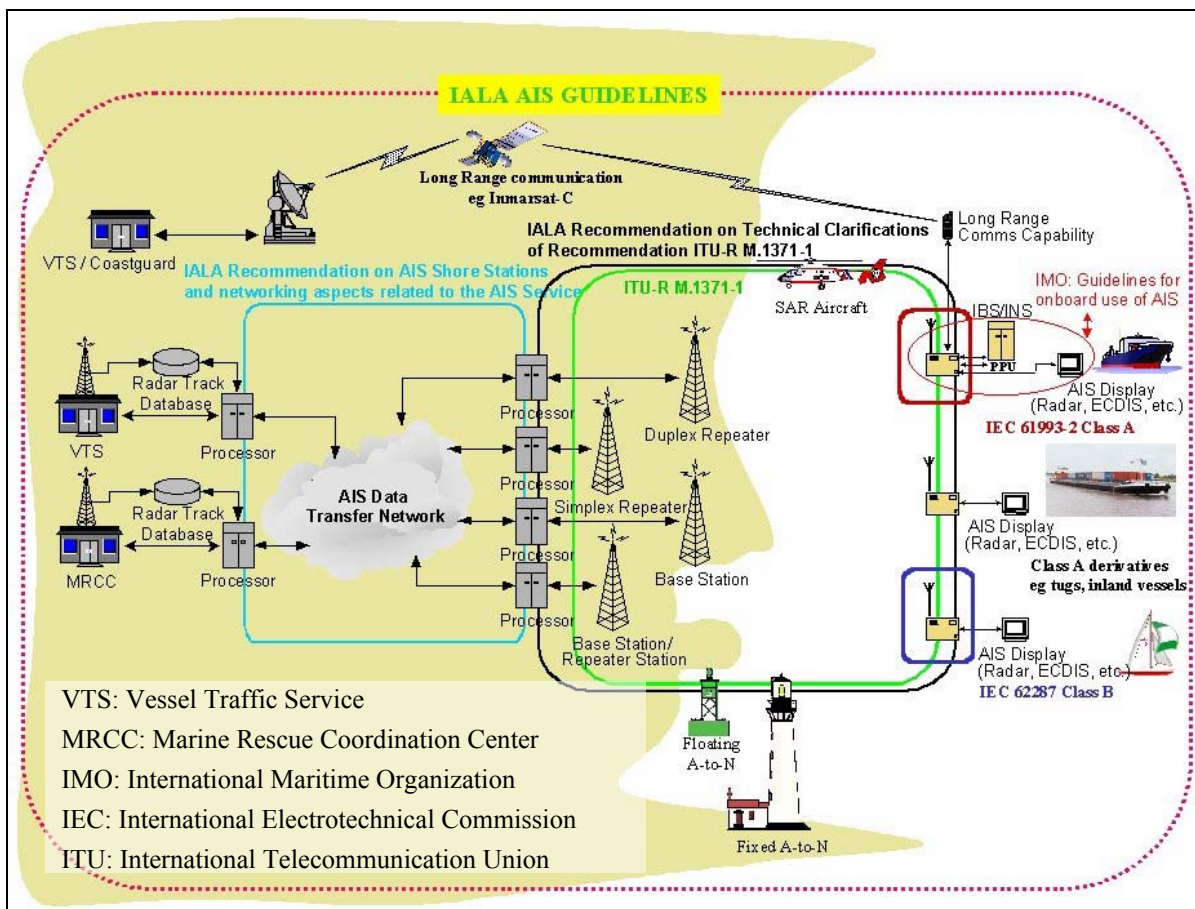 IALA AIS GUIDELINES
Long Range communication
eg Inmarsat-C
Long Range
Comms Capability
VTS / Coastguard
IALA Recommendation on Technical Clarifications
of Recommendation ITU-R M.1371-1
IALA Recommendation on AIS Shore Stations
and networking aspects related to the AIS Service
ITU-R M.1371-1
SAR Aircraft
IMO: Guidelines for
onboard use of AIS
IBS/INS
PPU
AIS Display
(Radar, ECDIS, etc.)
IEC 61993-2 Class A
Radar Track
Database
VTS
Processor
Processor
Duplex Repeater
Processor
Simplex Repeater
AIS Data
Transfer Network
Radar Track
Database
MRCC
Processor
Processor
Base Station
Processor
Base Station/
Repeater Station
AIS Display
(Radar, ECDIS, etc.)
Class A derivatives
eg tugs, inland vessels
AIS Display
(Radar, ECDIS, etc.)
IEC 62287 Class B
Floating
A-to-N
Fixed A-to-N
VTS: Vessel Traffic Service
MRCC: Marine Rescue Coordination Center
IMO: International Maritime Organization
IEC: International Electrotechnical Commission
ITU: International Telecommunication Union